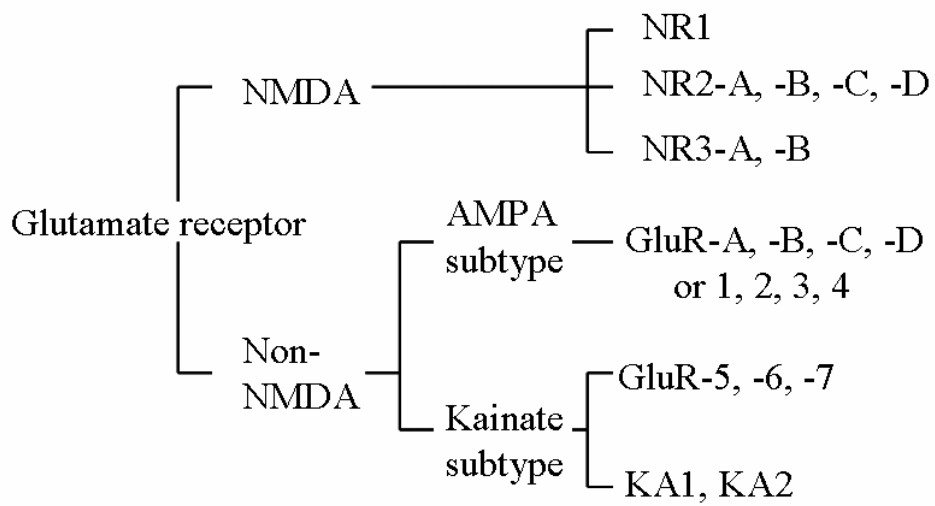 NR1
NMDA
NR2-A, -B, -C, -D
NR3-A, -B
Glutamate receptor
AMPA
subtype
GluR-A, -B, -C, -D
or 1, 2, 3, 4
Non-
NMDA
GluR-5, -6, -7
Kainate
subtype
KA1, KA2